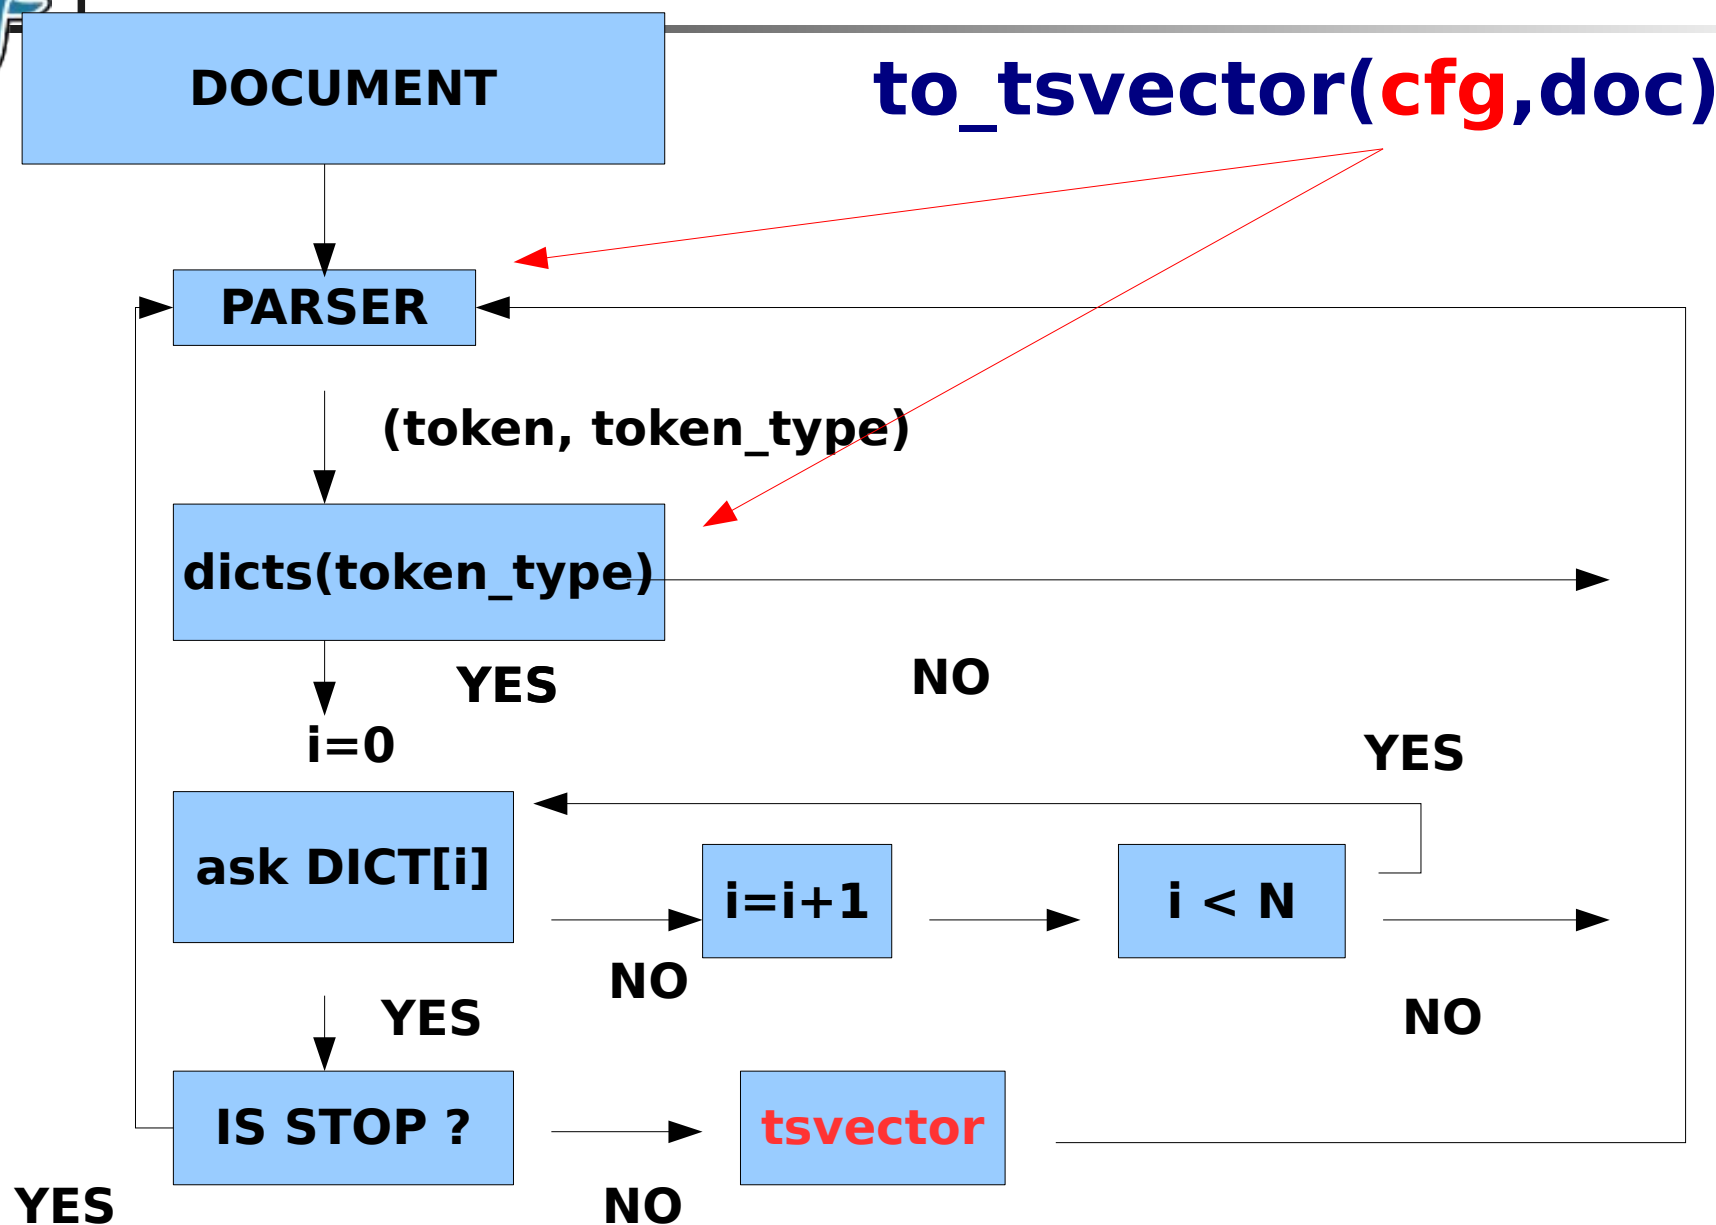 DOCUMENT
to_tsvector(cfg,doc)
PARSER
(token, token_type)
dicts(token_type)
YES
NO
i=0
YES
ask DICT[i]
i=i+1
i < N
NO
YES
NO
IS STOP ?
tsvector
YES
NO